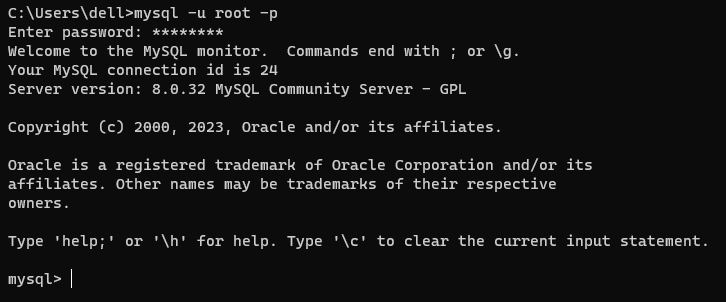 C:\Users\dell>mysql -u root -p
Enter password: ********
Welcome to the MySQL monitor.  Commands end with ; or \g.
Your MySQL connection id is 24
Server version: 8.0.32 MySQL Community Server - GPL
Copyright (c) 2000, 2023, Oracle and/or its affiliates.
Oracle is a registered trademark of Oracle Corporation and/or its
affiliates. Other names may be trademarks of their respective
owners.
Type 'help;' or '\h' for help. Type '\c' to clear the current input statement.
mysql>